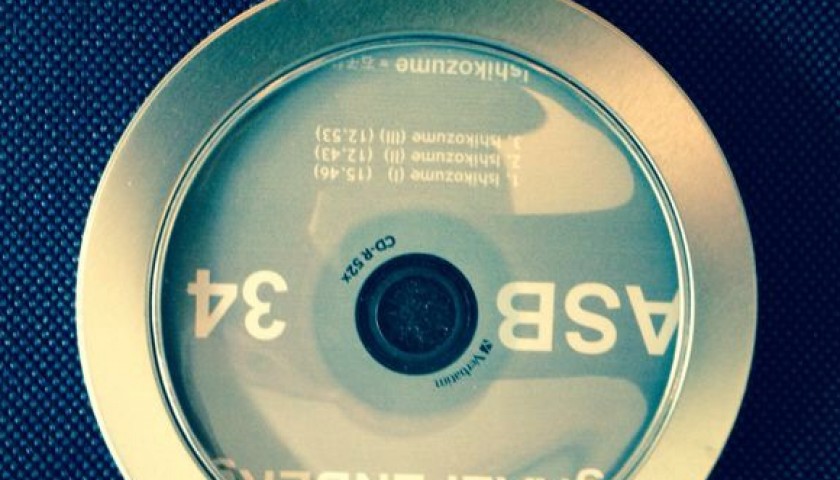 ASB 34
1. Ishikozume (I) (15.46)
2. Ishikozume (II) (12.43)
3. Ishikozume (III) (12.53)
Ishikozume
CD-R 52x
Verbatim